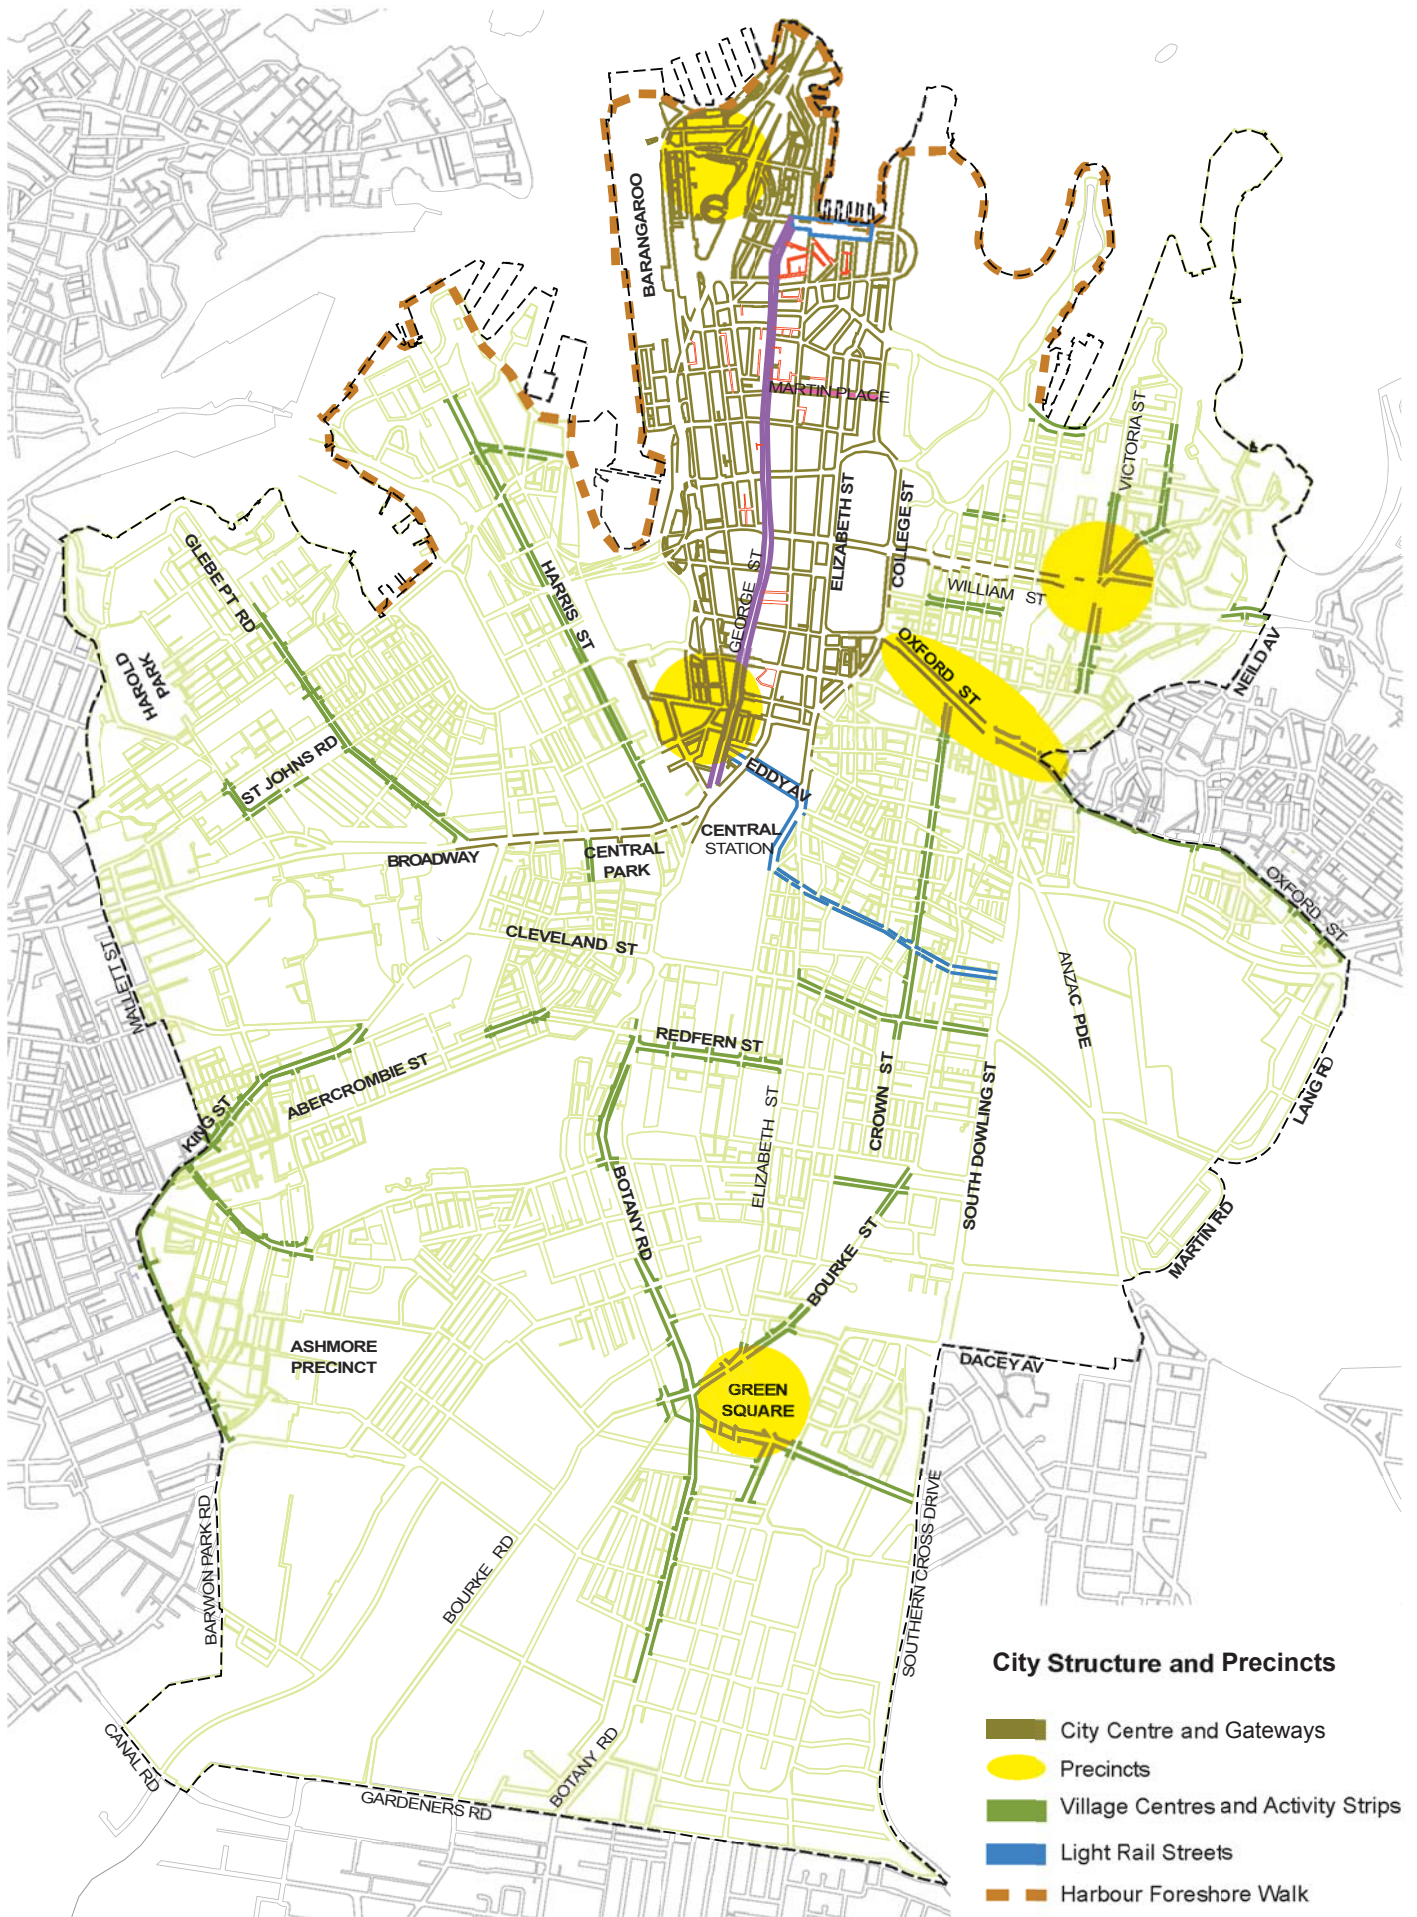 BARANGAROO
MARTIN PLACE
VICTORIA ST
ELIZABETH ST
COLLEGE ST
GLEBE PT RD
HARRIS ST
GEORGE ST
WILLIAM ST
OXFORD ST
NEILD AV
HAROLD
PARK
ST JOHNS RD
EDDY AV
BROADWAY
CENTRAL
PARK
CENTRAL
STATION
OXFORD ST
CLEVELAND ST
MALLETT ST
ANZAC PDE
REDFERN ST
ABERCROMBIE ST
KING ST
ELIZABETH ST
CROWN ST
SOUTH DOWLING ST
LANG RD
BOTANY RD
BOURKE ST
MARTIN RD
ASHMORE
PRECINCT
DACEY AV
GREEN
SQUARE
BARWON PARK RD
BOURKE RD
SOUTHERN CROSS DRIVE
CANAL RD
BOTANY RD
GARDENERS RD
City Structure and Precincts
City Centre and Gateways
Precincts
Village Centres and Activity Strips
Light Rail Streets
Harbour Foreshore Walk